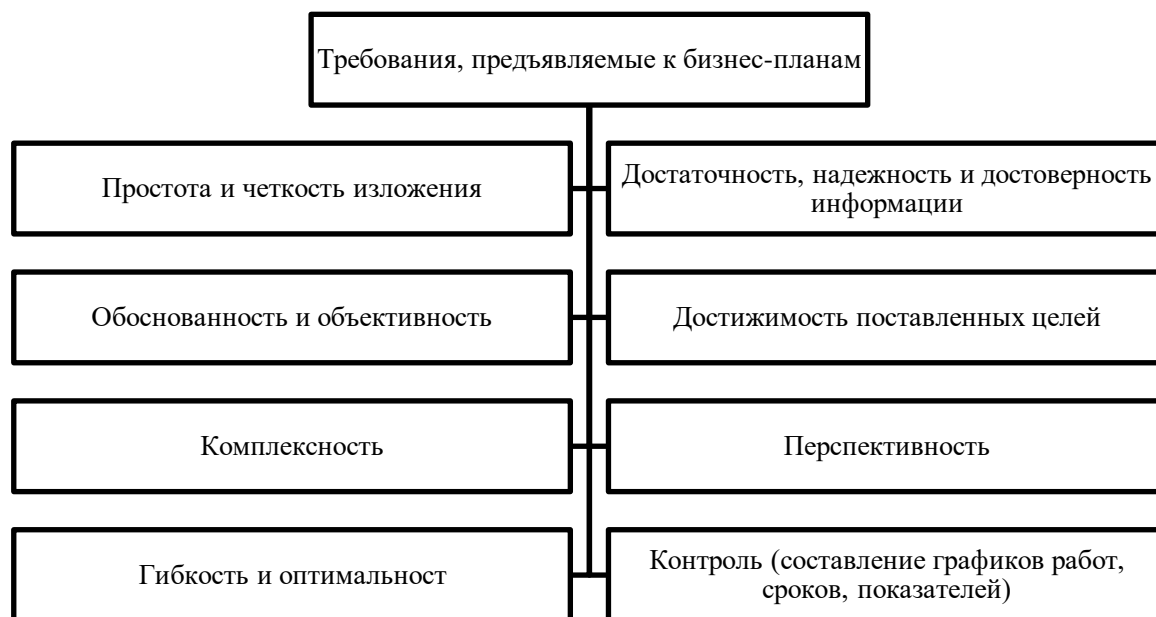 Требования, предъявляемые к бизнес-планам
Простота и четкость изложения
Достаточность, надежность и достоверность
информации
Обоснованность и объективность
Достижимость поставленных целей
Комплексность
Перспективность
Гибкость и оптимальност
Контроль (составление графиков работ,
сроков, показателей)